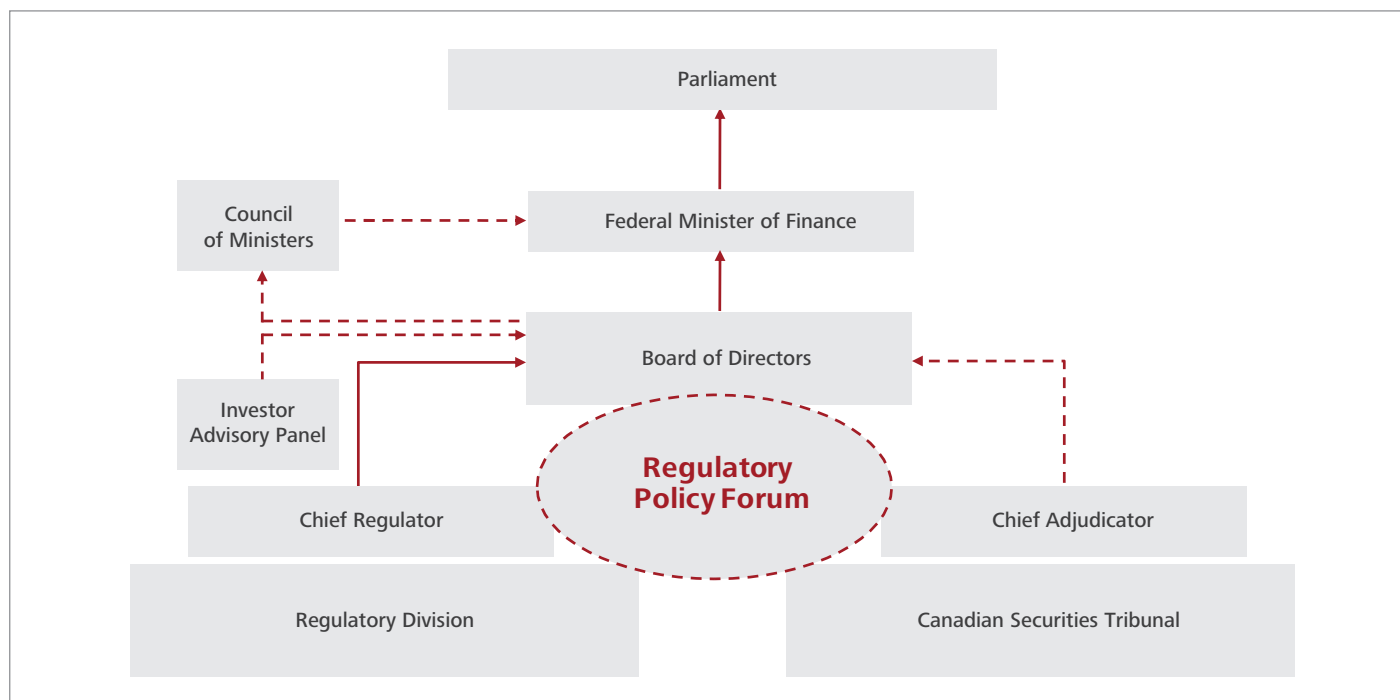 Parliament
Council
of Ministers
Federal Minister of Finance
Board of Directors
Investor
Advisory Panel
Regulatory
Policy Forum
Chief Regulator
Chief Adjudicator
Regulatory Division
Canadian Securities Tribunal